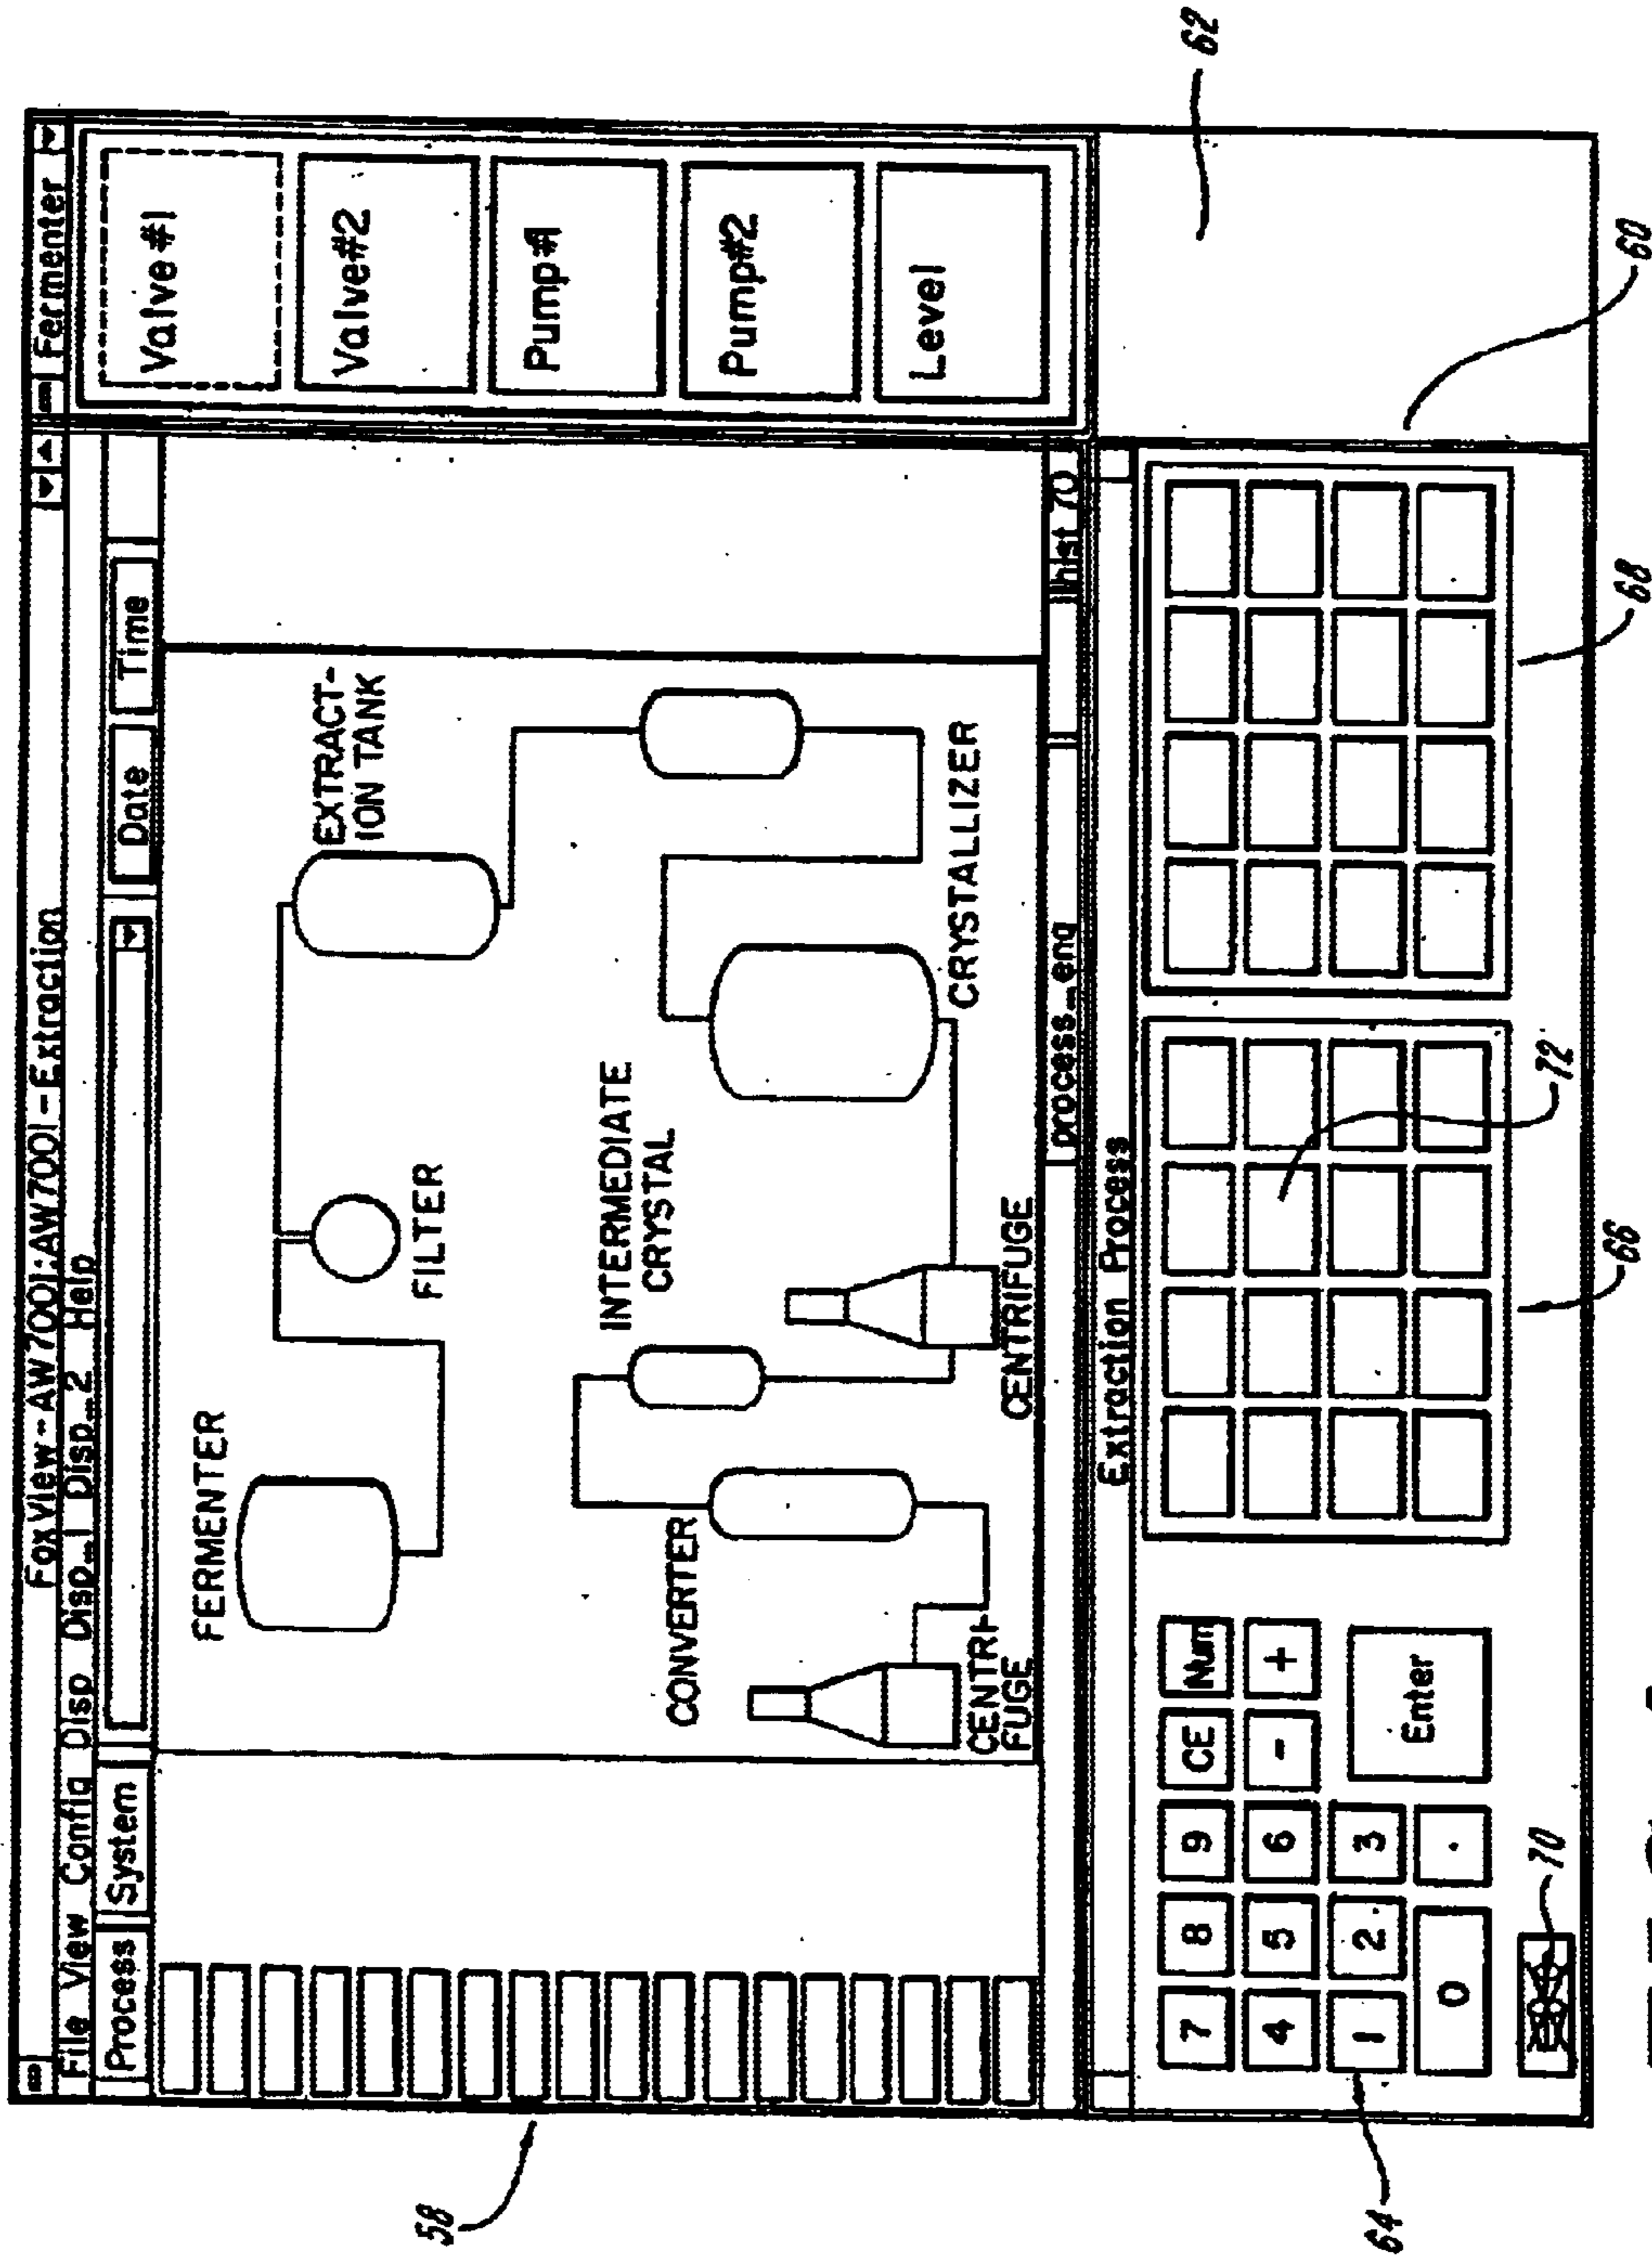 FoxView-AW7001:AW7001-Extraction
Fermenter
File View Config Disp Disp_1 Disp_2 Help
Process System
Date Time
Valve#1
Valve#2
Pump#1
Pump#2
Level
FERMENTER
FILTER
EXTRACT-
ION TANK
CONVERTER
INTERMEDIATE
CRYSTAL
CENTRI-
FUGE
CENTRIFUGE
CRYSTALLIZER
process_eng
hist 70
Extraction Process
7 8 9 CE Num
4 5 6 - +
1 2 3 Enter
0 .
58
62
60
64
66
68
70
72